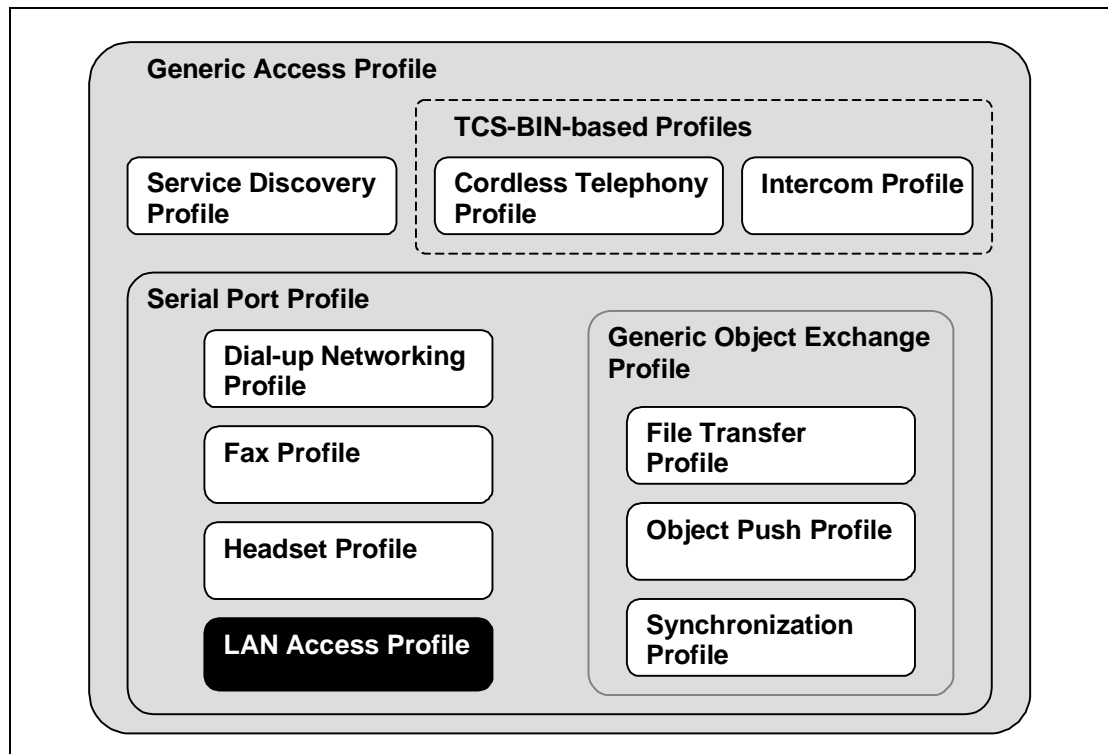 Generic Access Profile
TCS-BIN-based Profiles
Service Discovery
Profile
Cordless Telephony
Profile
Intercom Profile
Serial Port Profile
Dial-up Networking
Profile
Fax Profile
Headset Profile
LAN Access Profile
Generic Object Exchange
Profile
File Transfer
Profile
Object Push Profile
Synchronization
Profile